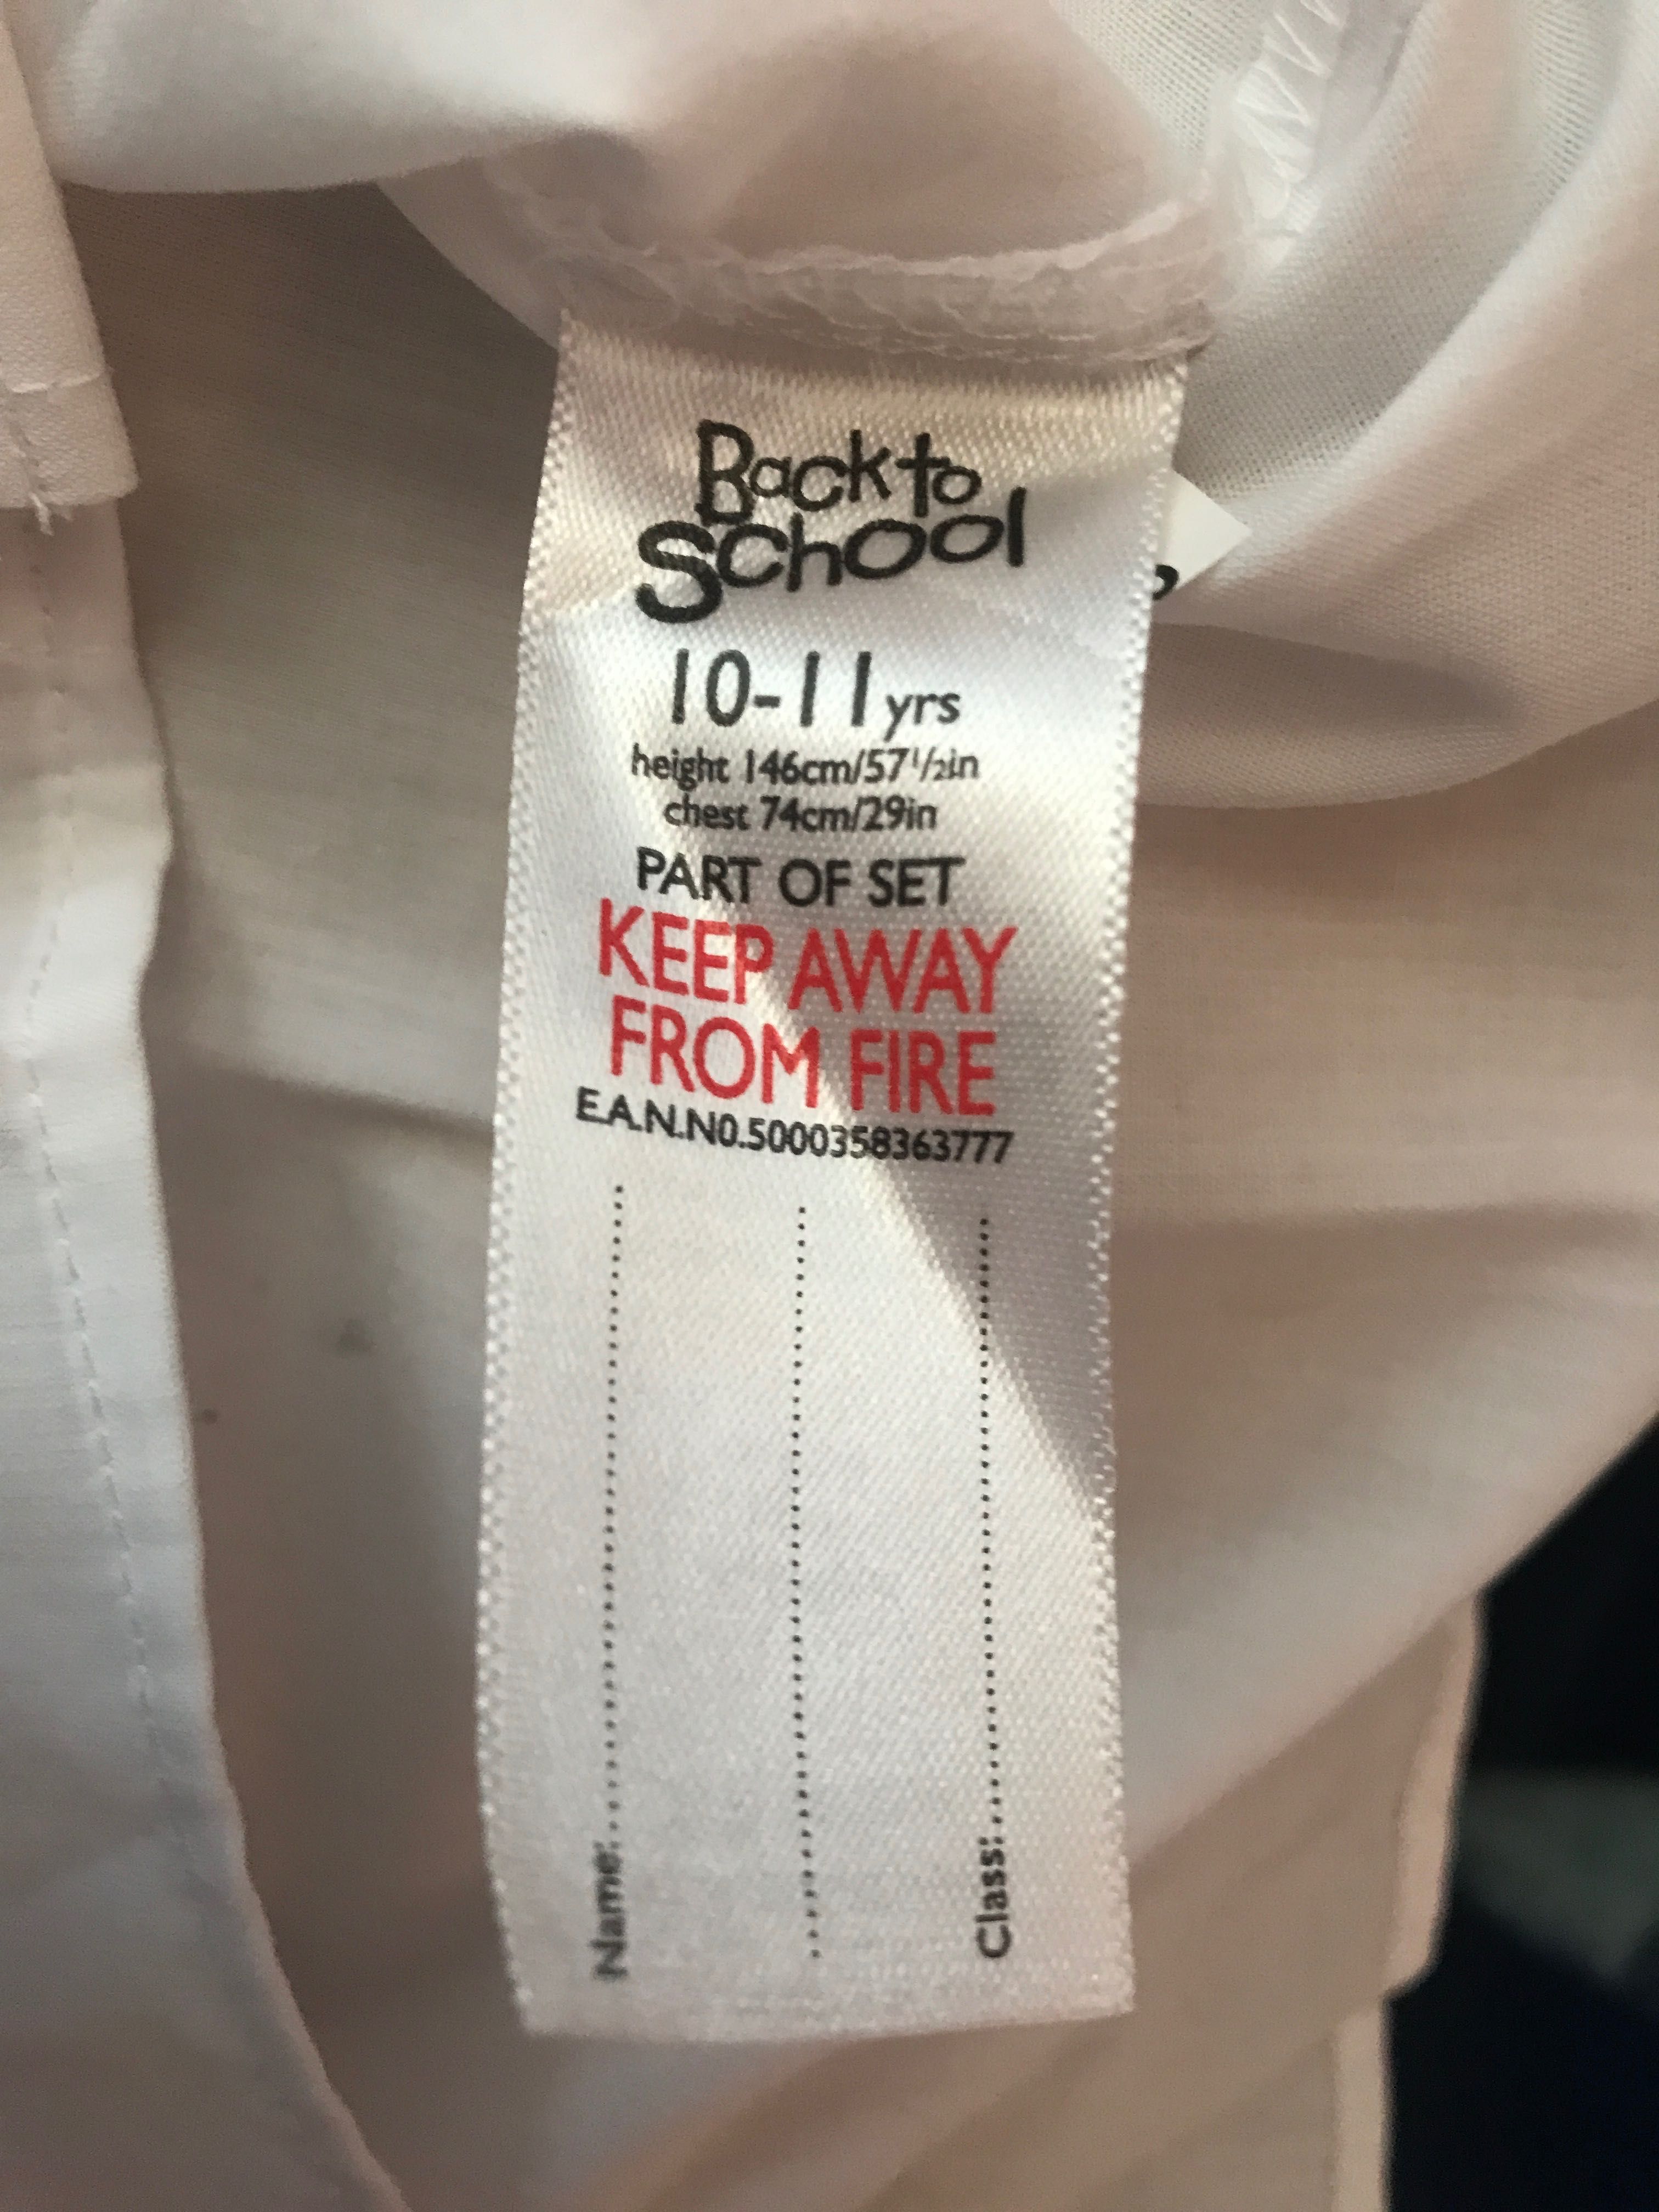 Back to
School
10-11yrs
height 146cm/57½in
chest 74cm/29in
PART OF SET
KEEP AWAY
FROM FIRE
E.A.N.N0.5000358363777
Name:
Class: